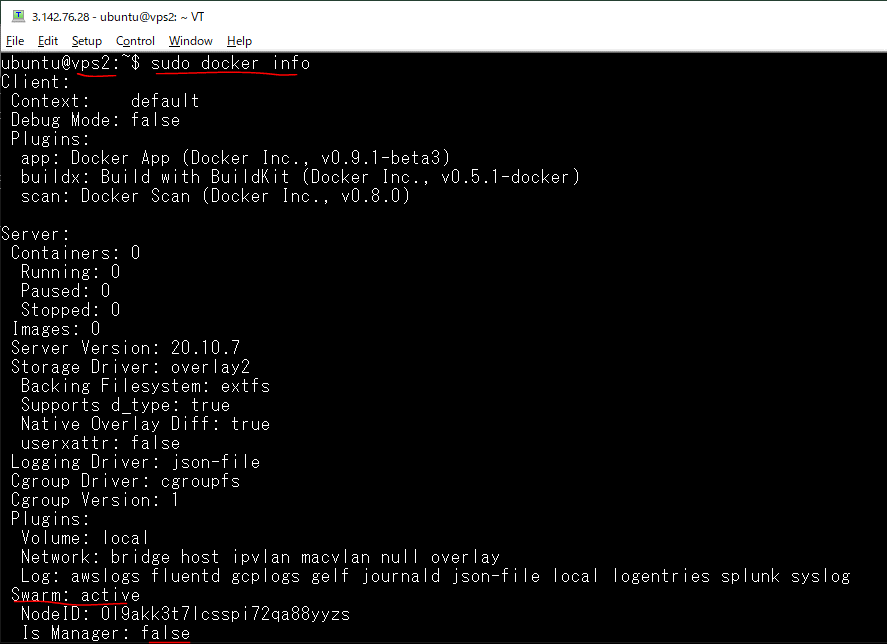 3.142.76.28 - ubuntu@vps2: ~ VT
File Edit Setup Control Window Help
ubuntu@vps2:~$ sudo docker info
Client:
 Context:    default
 Debug Mode: false
 Plugins:
  app: Docker App (Docker Inc., v0.9.1-beta3)
  buildx: Build with BuildKit (Docker Inc., v0.5.1-docker)
  scan: Docker Scan (Docker Inc., v0.8.0)

Server:
 Containers: 0
  Running: 0
  Paused: 0
  Stopped: 0
 Images: 0
 Server Version: 20.10.7
 Storage Driver: overlay2
  Backing Filesystem: extfs
  Supports d_type: true
  Native Overlay Diff: true
  userxattr: false
 Logging Driver: json-file
 Cgroup Driver: cgroupfs
 Cgroup Version: 1
 Plugins:
  Volume: local
  Network: bridge host ipvlan macvlan null overlay
  Log: awslogs fluentd gcplogs gelf journald json-file local logentries splunk syslog
 Swarm: active
  NodeID: 0l9akk3t7lcsspi72qa88yyzs
  Is Manager: false